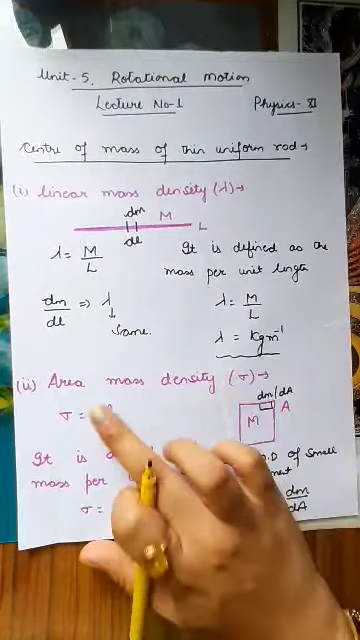 Unit-5. Rotational motion
Lecture No-1 Physics-XI
Centre of mass of thin uniform rod→
(i) linear mass density (λ)→
dm M L
dl
λ = M/L It is defined as the
mass per unit length
dm/dl ⇒ λ λ = M/L
↓
Same. λ = Kgm⁻¹
(ii) Area mass density (σ)→
dm/dA
σ = M A
It is of small
mass per
σ = dm/dA